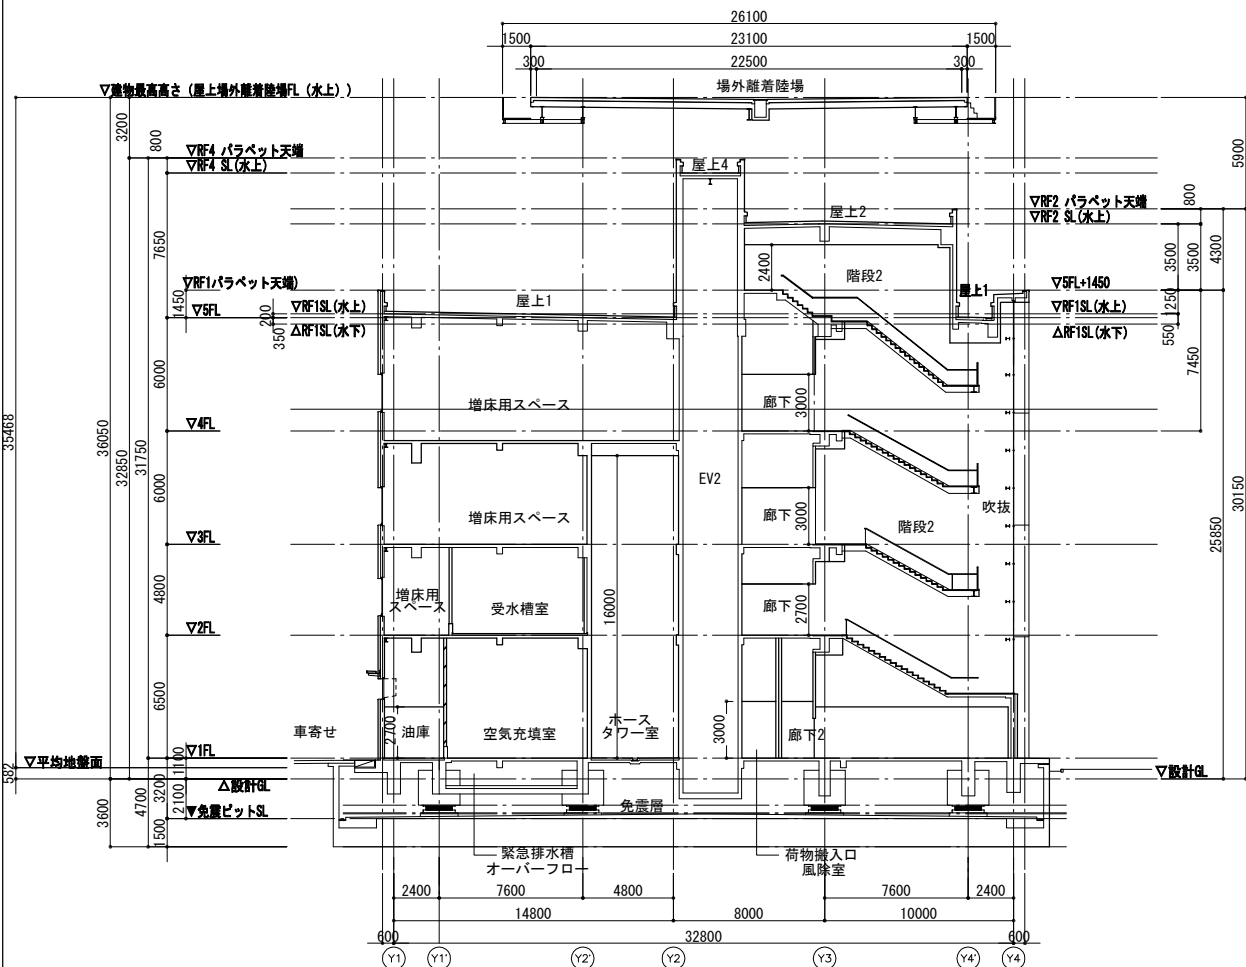 26100
1500
23100
1500
300
22500
300
場外離着陸場
▽建物最高高さ（屋上場外離着陸場FL（水上））
3200
800
▽RF4 パラペット天端
▽RF4 SL(水上)
屋上4
5900
▽RF2 パラペット天端
▽RF2 SL(水上)
800
屋上2
7650
2400
階段2
3500
3500
4300
▽RF1パラペット天端)
1450
▽5FL
200
350
▽RF1SL(水上)
△RF1SL(水下)
屋上1
屋上1
▽5FL+1450
▽RF1SL(水上)
△RF1SL(水下)
1250
550
7450
6000
増床用スペース
廊下
3000
▽4FL
35468
36050
32850
31750
6000
増床用スペース
EV2
廊下
3000
吹抜
階段2
30150
25850
▽3FL
4800
増床用
スペース
受水槽室
16000
廊下
2700
▽2FL
6500
車寄せ
2700
油庫
空気充填室
ホース
タワー室
3000
廊下2
▽1FL
▽平均地盤面
582
1100
△設計GL
▽設計GL
3600
4700
3200
2100
▼免震ピットSL
1500
免震層
緊急排水槽
オーバーフロー
荷物搬入口
風除室
2400
7600
4800
7600
2400
14800
8000
10000
600
32800
600
Y1
Y1'
Y2'
Y2
Y3
Y4'
Y4